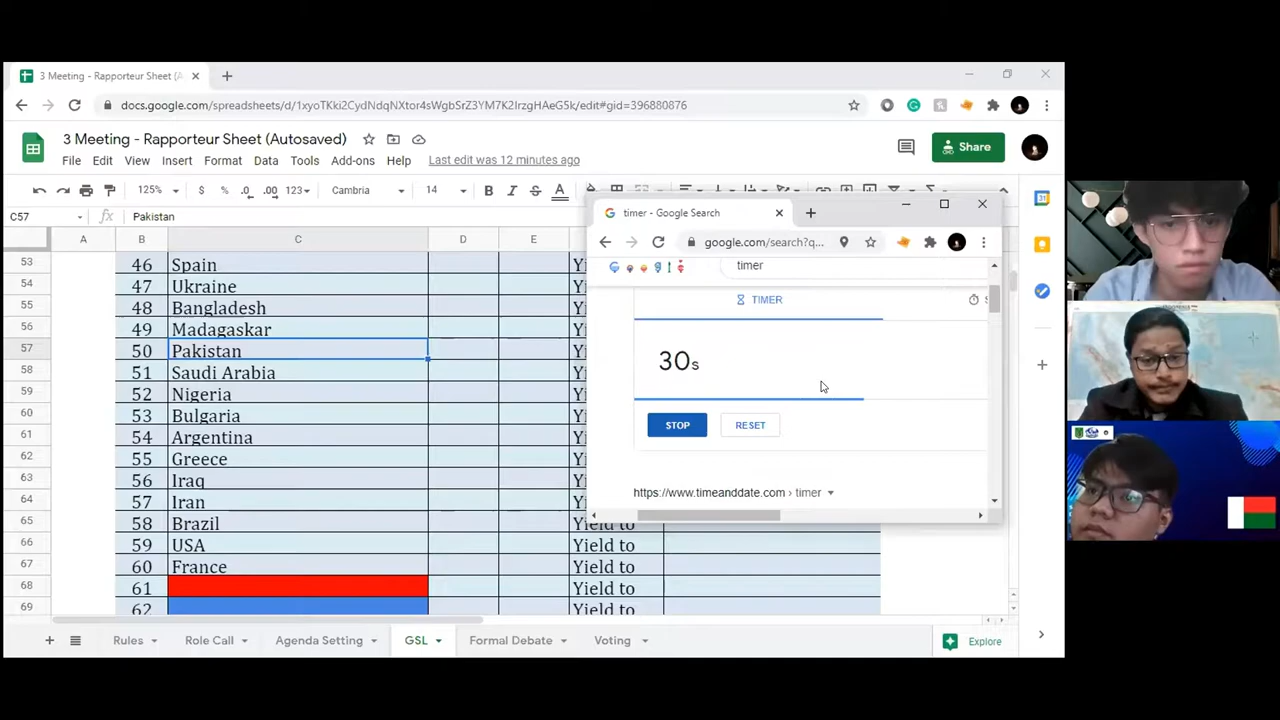 3 Meeting - Rapporteur Sheet (A
docs.google.com/spreadsheets/d/1xyoTKki2CydNdqNXtor4sWgbSrZ3YM7K2IrzgHAeG5k/edit#gid=396880876
3 Meeting - Rapporteur Sheet (Autosaved)
File Edit View Insert Format Data Tools Add-ons Help Last edit was 12 minutes ago
Share
125% $ % .0 .00 123 Cambria 14 B I S A
C57 fx Pakistan
A B C D E
53 46 Spain
54 47 Ukraine
55 48 Bangladesh
56 49 Madagaskar
57 50 Pakistan
58 51 Saudi Arabia
59 52 Nigeria
60 53 Bulgaria
61 54 Argentina
62 55 Greece
63 56 Iraq
64 57 Iran
65 58 Brazil Yield to
66 59 USA Yield to
67 60 France Yield to
68 61 Yield to
69 62 Yield to
Rules Role Call Agenda Setting GSL Formal Debate Voting Explore
timer - Google Search
google.com/search?q...
timer
TIMER
30s
STOP RESET
https://www.timeanddate.com › timer
31